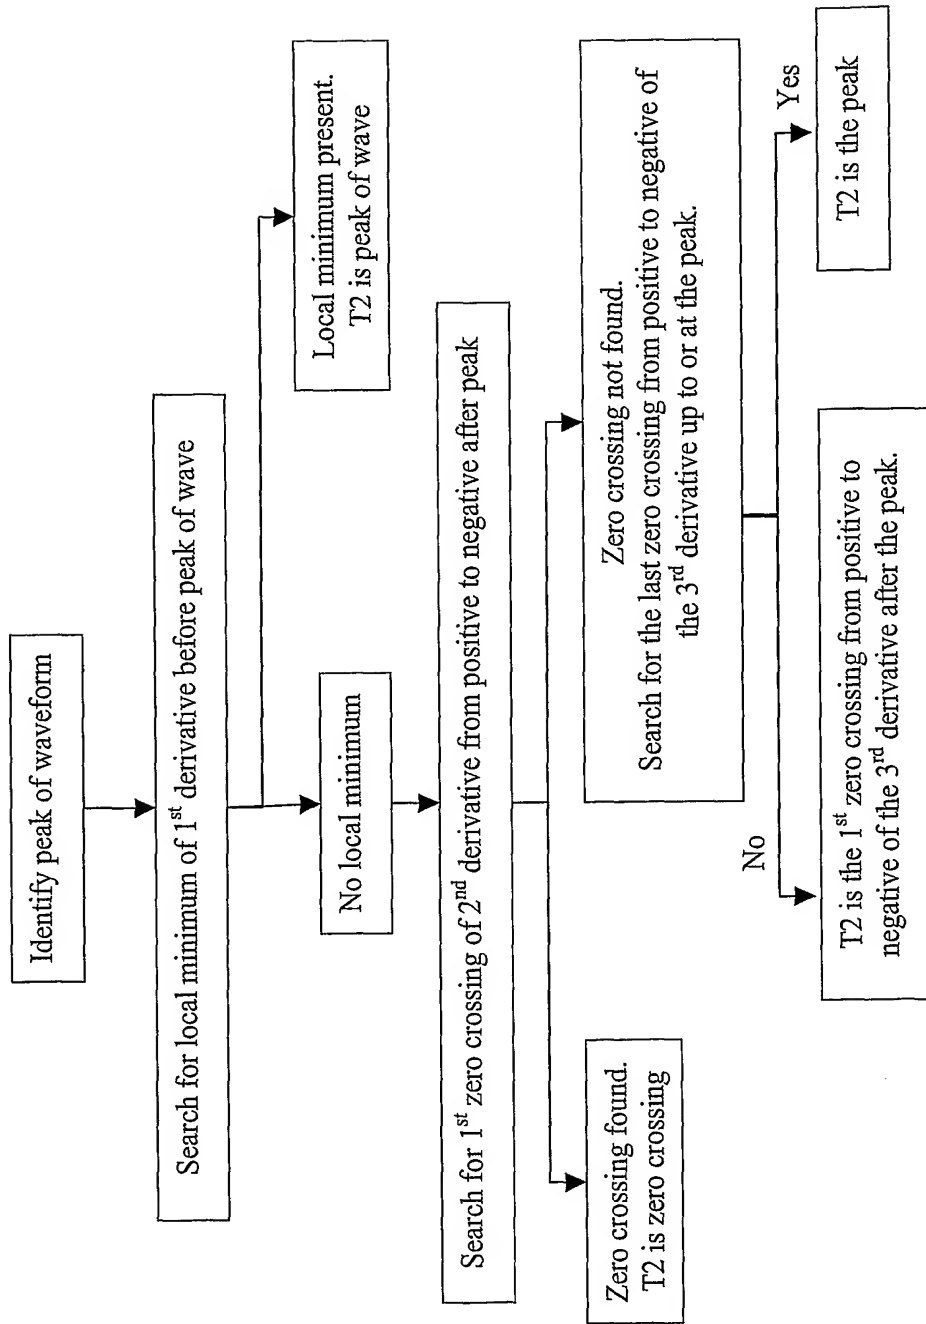 Identify peak of waveform
Search for local minimum of 1st derivative before peak of wave
Local minimum present.
T2 is peak of wave
No local minimum
Search for 1st zero crossing of 2nd derivative from positive to negative after peak
Zero crossing found.
T2 is zero crossing
Zero crossing not found.
Search for the last zero crossing from positive to negative of
the 3rd derivative up to or at the peak.
No
Yes
T2 is the 1st zero crossing from positive to
negative of the 3rd derivative after the peak.
T2 is the peak